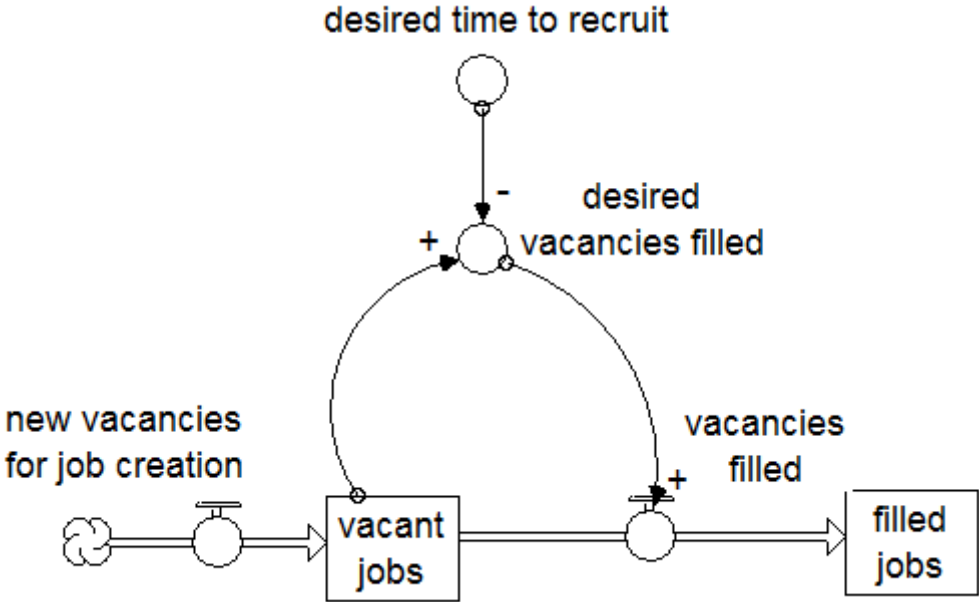 desired time to recruit
-
desired
+
vacancies filled
new vacancies
for job creation
vacancies
filled
+
vacant
jobs
filled
jobs